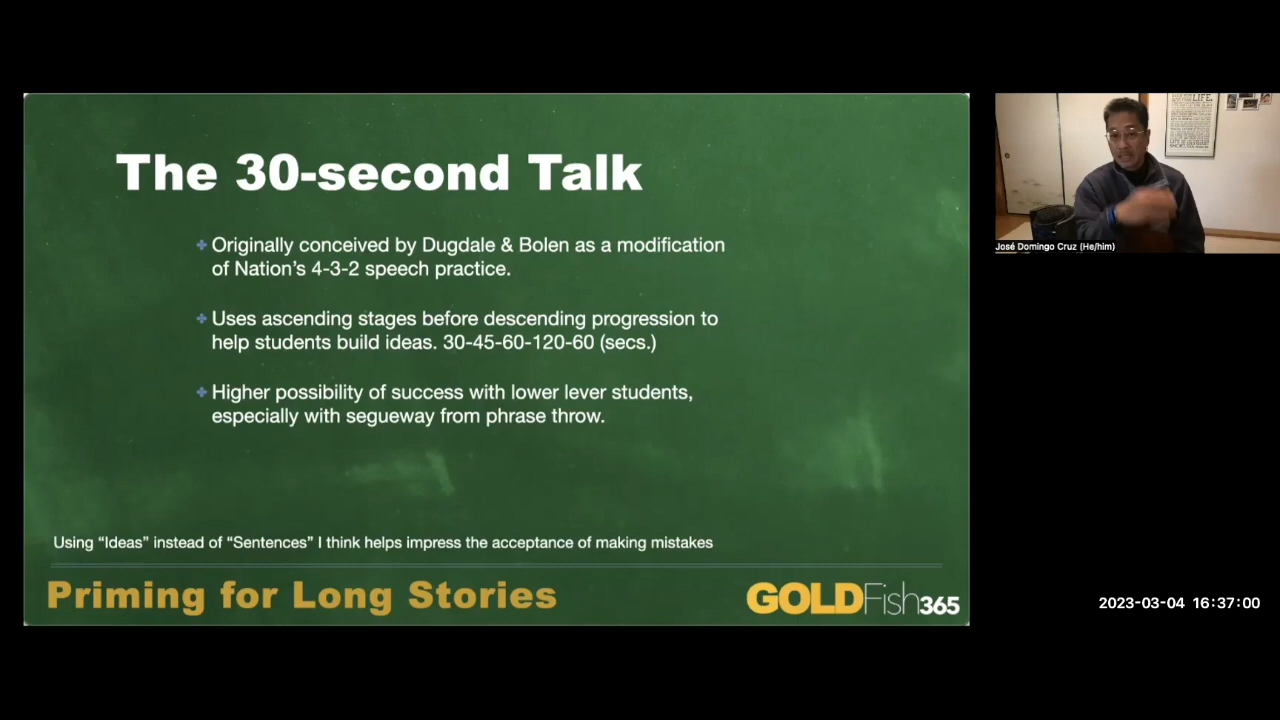 The 30-second Talk
Originally conceived by Dugdale & Bolen as a modification
of Nation's 4-3-2 speech practice.
Uses ascending stages before descending progression to
help students build ideas. 30-45-60-120-60 (secs.)
Higher possibility of success with lower lever students,
especially with segueway from phrase throw.
Using “Ideas” instead of “Sentences” I think helps impress the acceptance of making mistakes
Priming for Long Stories
GOLDFish365
LIFE.
José Domingo Cruz (He/him)
2023-03-04 16:37:00